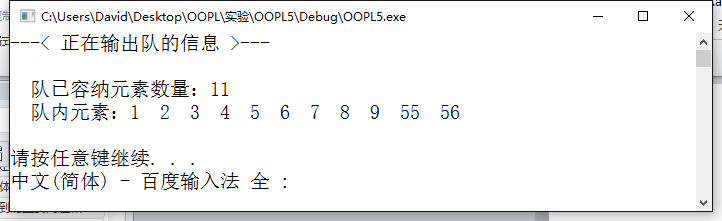 C:\Users\David\Desktop\OOPL\实验\OOPL5\Debug\OOPL5.exe
---< 正在输出队的信息 >---
队已容纳元素数量：11
队内元素：1 2 3 4 5 6 7 8 9 55 56
请按任意键继续. . .
中文(简体) - 百度输入法 全 :